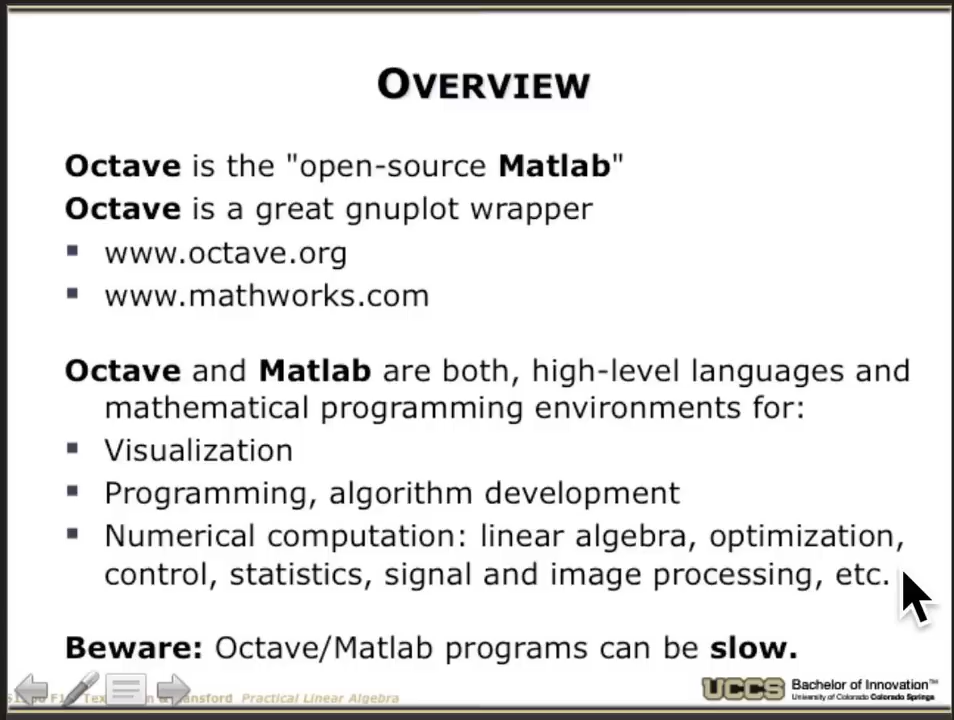 OVERVIEW
Octave is the "open-source Matlab"
Octave is a great gnuplot wrapper
www.octave.org
www.mathworks.com
Octave and Matlab are both, high-level languages and
mathematical programming environments for:
Visualization
Programming, algorithm development
Numerical computation: linear algebra, optimization,
control, statistics, signal and image processing, etc.
Beware: Octave/Matlab programs can be slow.
Practical Linear Algebra
UCCS Bachelor of Innovation™
University of Colorado Colorado Springs